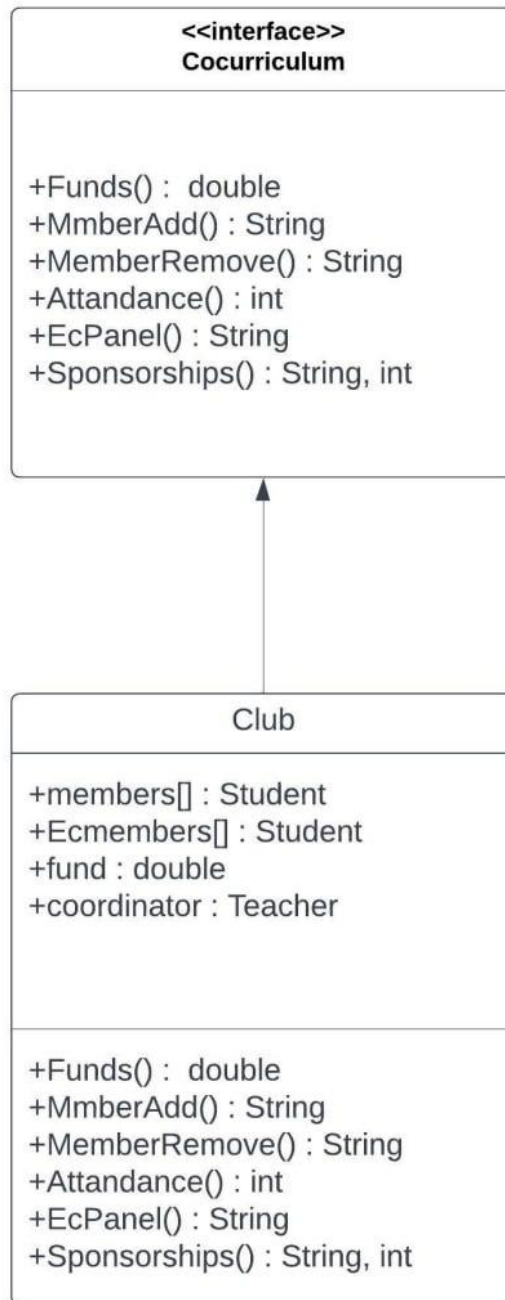 <<interface>>
Cocurriculum
+Funds() : double
+MmberAdd() : String
+MemberRemove() : String
+Attandance() : int
+EcPanel() : String
+Sponsorships() : String, int
Club
+members[] : Student
+Ecmembers[] : Student
+fund : double
+coordinator : Teacher
+Funds() : double
+MmberAdd() : String
+MemberRemove() : String
+Attandance() : int
+EcPanel() : String
+Sponsorships() : String, int